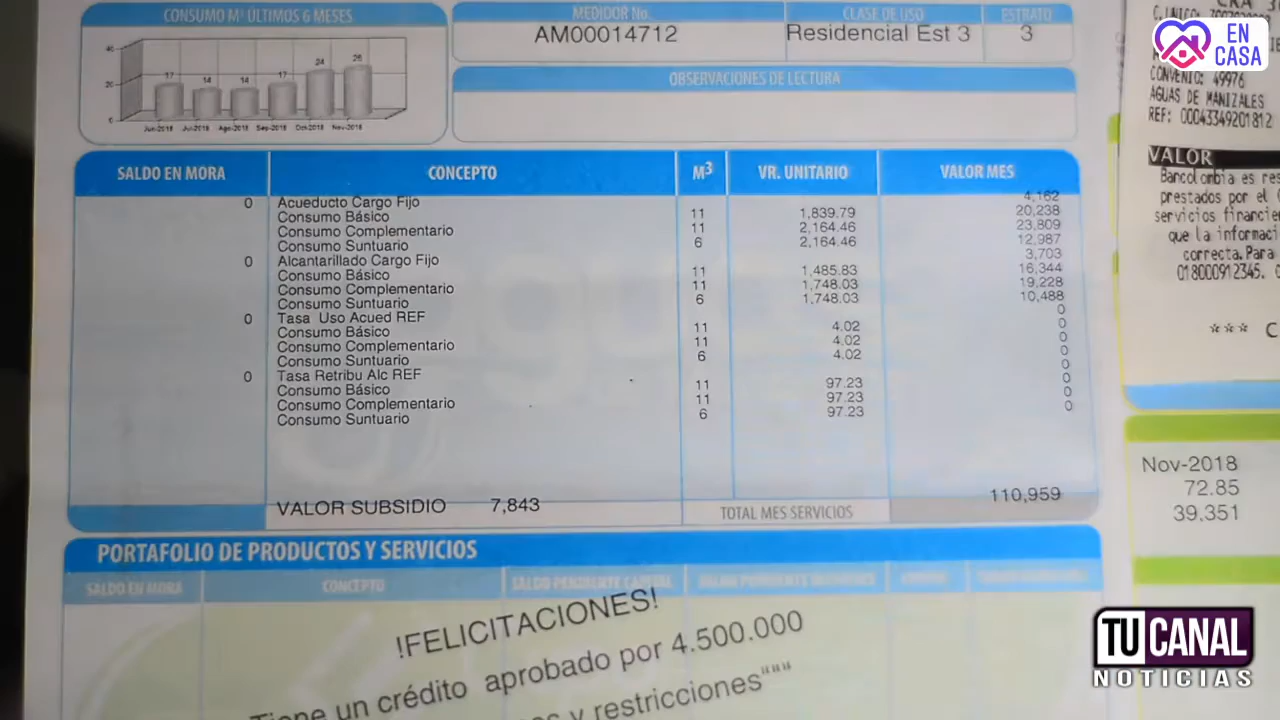 CONSUMO M³ ÚLTIMOS 6 MESES
40
20
0
17
14
14
17
24
28
Jun-2018 Jul-2018 Ago-2018 Sep-2018 Oct-2018 Nov-2018
MEDIDOR No.
AM00014712
CLASE DE USO
Residencial Est 3
ESTRATO
3
OBSERVACIONES DE LECTURA
SALDO EN MORA CONCEPTO M³ VR. UNITARIO VALOR MES
0 Acueducto Cargo Fijo 4,162
Consumo Básico 11 1,839.79 20,238
Consumo Complementario 11 2,164.46 23,809
Consumo Suntuario 6 2,164.46 12,987
0 Alcantarillado Cargo Fijo 3,703
Consumo Básico 11 1,485.83 16,344
Consumo Complementario 11 1,748.03 19,228
Consumo Suntuario 6 1,748.03 10,488
0 Tasa Uso Acued REF 0
Consumo Básico 11 4.02 0
Consumo Complementario 11 4.02 0
Consumo Suntuario 6 4.02 0
0 Tasa Retribu Alc REF 0
Consumo Básico 11 97.23 0
Consumo Complementario 11 97.23 0
Consumo Suntuario 6 97.23 0
VALOR SUBSIDIO 7,843
TOTAL MES SERVICIOS 110,959
PORTAFOLIO DE PRODUCTOS Y SERVICIOS
SALDO EN MORA CONCEPTO SALDO PENDIENTE CAPITAL
!FELICITACIONES!
Tiene un crédito aprobado por 4.500.000
y restricciones"""
EN
CASA
CONVENIO: 49976
AGUAS DE MANIZALES
REF: 00043349201812
VALOR
Bancolombia es res
prestados por el
servicios financie
que la informaci
correcta. Para
018000912345.
*** C
Nov-2018
72.85
39,351
TU CANAL
NOTICIAS